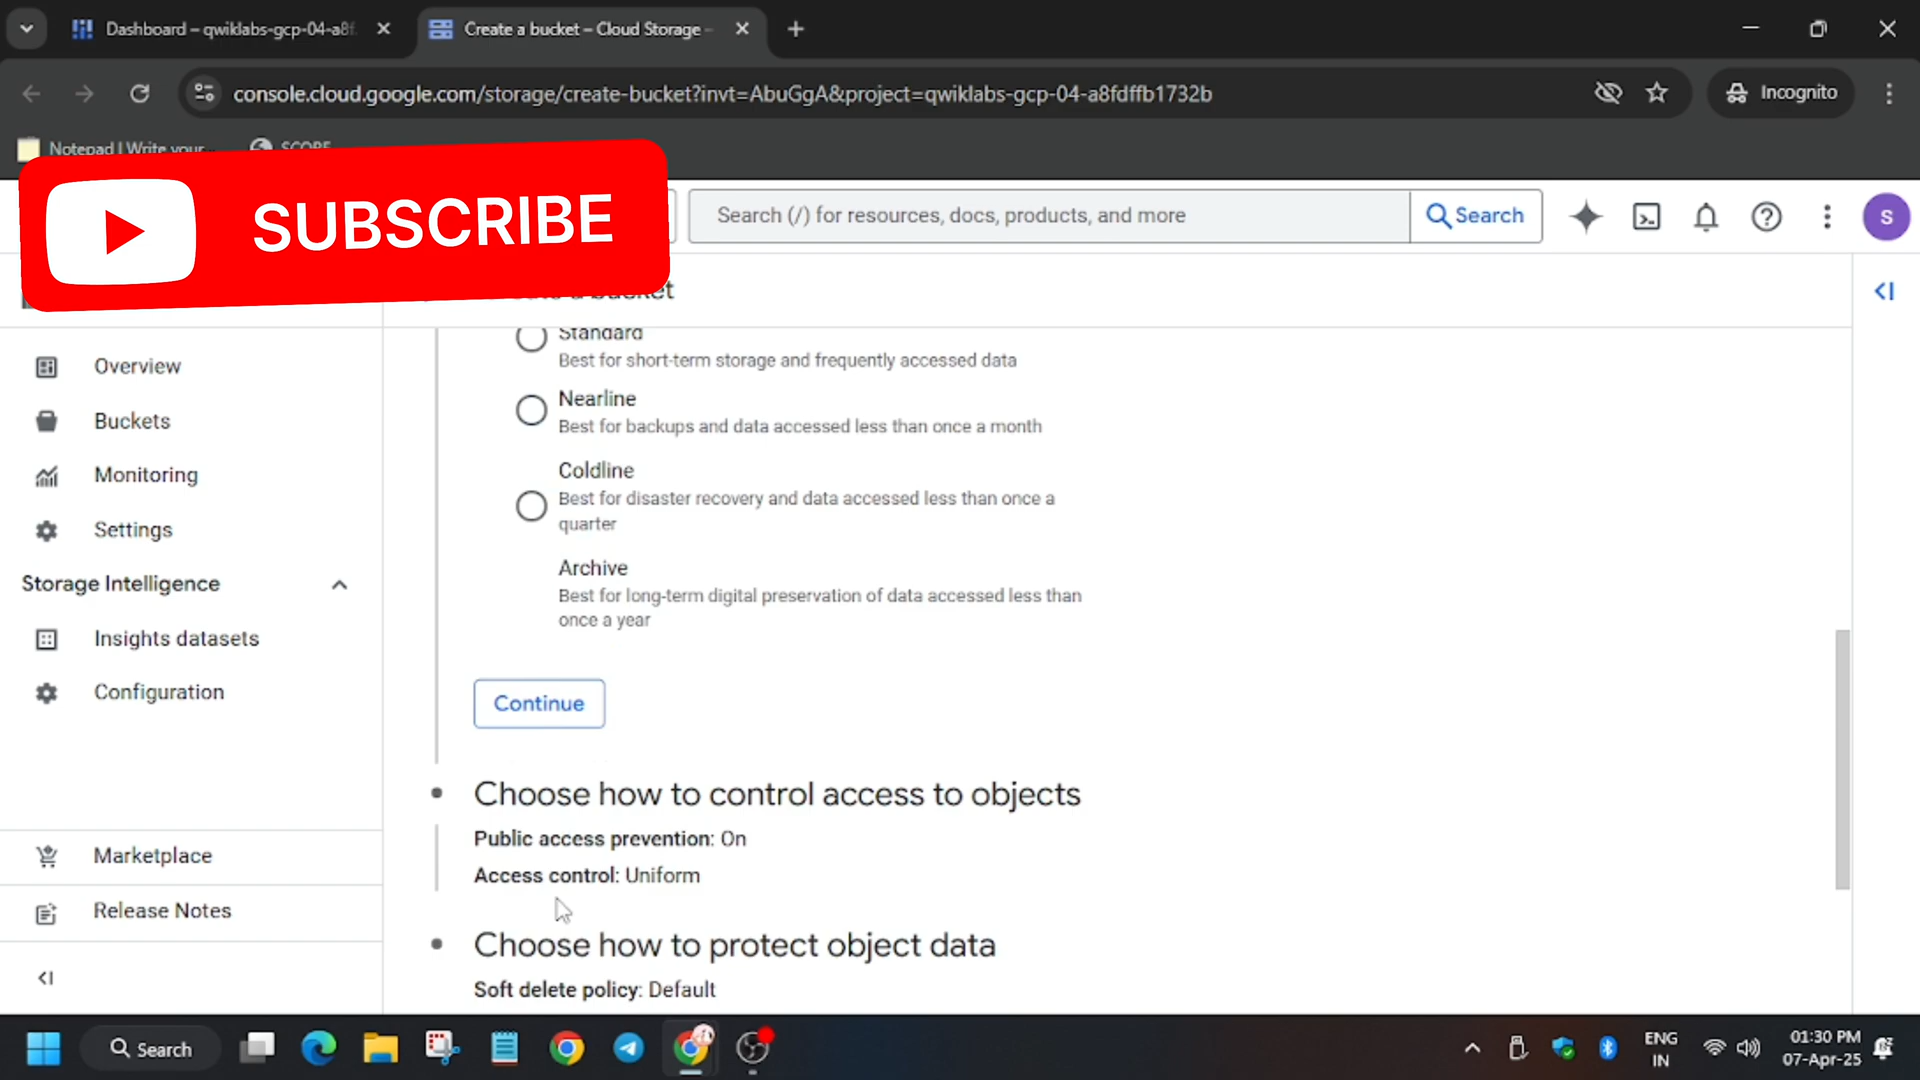 Dashboard – qwiklabs-gcp-04-a8f
Create a bucket – Cloud Storage –
console.cloud.google.com/storage/create-bucket?invt=AbuGgA&project=qwiklabs-gcp-04-a8fdffb1732b
Incognito
Notepad | Write your
SCORE
SUBSCRIBE
Search (/) for resources, docs, products, and more
Search
S
bucket
Overview
Buckets
Monitoring
Settings
Storage Intelligence
Insights datasets
Configuration
Marketplace
Release Notes
Standard
Best for short-term storage and frequently accessed data
Nearline
Best for backups and data accessed less than once a month
Coldline
Best for disaster recovery and data accessed less than once a
quarter
Archive
Best for long-term digital preservation of data accessed less than
once a year
Continue
Choose how to control access to objects
Public access prevention: On
Access control: Uniform
Choose how to protect object data
Soft delete policy: Default
Search
ENG
IN
01:30 PM
07-Apr-25